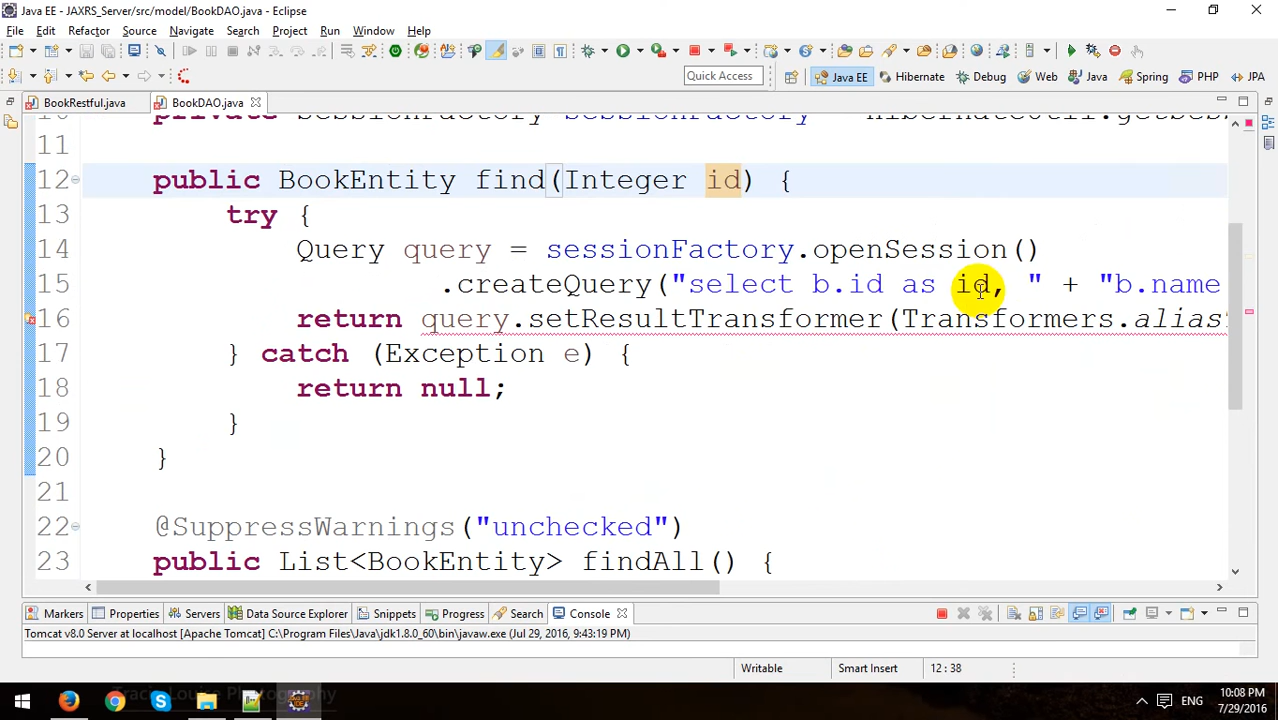 Java EE - JAXRS_Server/src/model/BookDAO.java - Eclipse
File Edit Refactor Source Navigate Search Project Run Window Help
Quick Access Java EE Hibernate Debug Web Java Spring PHP JPA
BookRestful.java BookDAO.java
11
12 public BookEntity find(Integer id) {
13 try {
14 Query query = sessionFactory.openSession()
15 .createQuery("select b.id as id, " + "b.name
16 return query.setResultTransformer(Transformers.alias
17 } catch (Exception e) {
18 return null;
19 }
20 }
21
22 @SuppressWarnings("unchecked")
23 public List<BookEntity> findAll() {
Markers Properties Servers Data Source Explorer Snippets Progress Search Console
Tomcat v8.0 Server at localhost [Apache Tomcat] C:\Program Files\Java\jdk1.8.0_60\bin\javaw.exe (Jul 29, 2016, 9:43:19 PM)
Writable Smart Insert 12 : 38
ENG 10:08 PM
7/29/2016